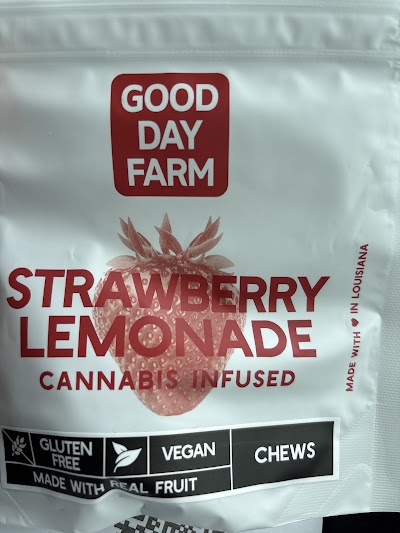 GOOD
DAY
FARM
STRAWBERRY
LEMONADE
CANNABIS INFUSED
MADE WITH ♥ IN LOUISIANA
GLUTEN
FREE
VEGAN
CHEWS
MADE WITH REAL FRUIT